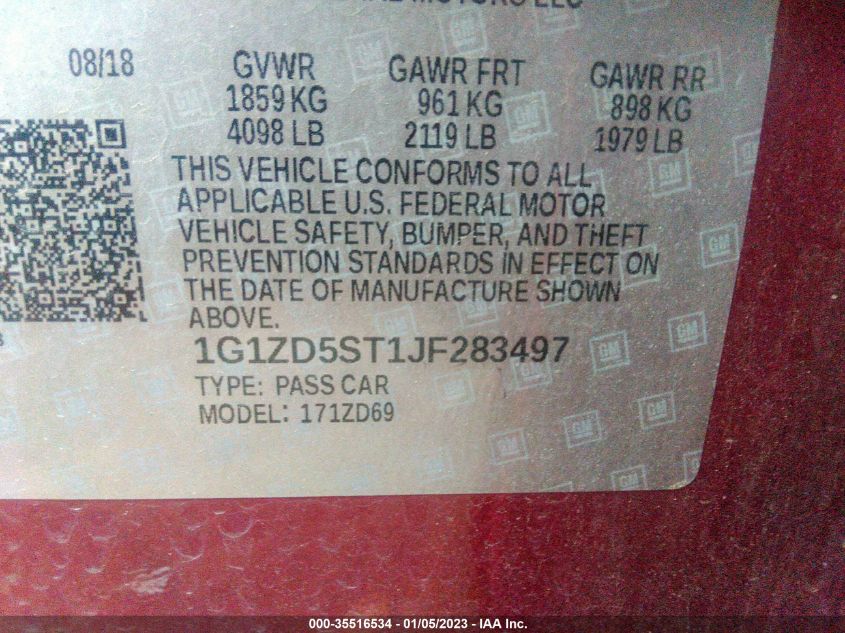 MOTORS LLC
08/18 GVWR GAWR FRT GAWR RR
1859 KG 961 KG 898 KG
4098 LB 2119 LB 1979 LB
THIS VEHICLE CONFORMS TO ALL
APPLICABLE U.S. FEDERAL MOTOR
VEHICLE SAFETY, BUMPER, AND THEFT
PREVENTION STANDARDS IN EFFECT ON
THE DATE OF MANUFACTURE SHOWN
ABOVE.
1G1ZD5ST1JF283497
TYPE: PASS CAR
MODEL: 171ZD69
000-35516534 - 01/05/2023 - IAA Inc.